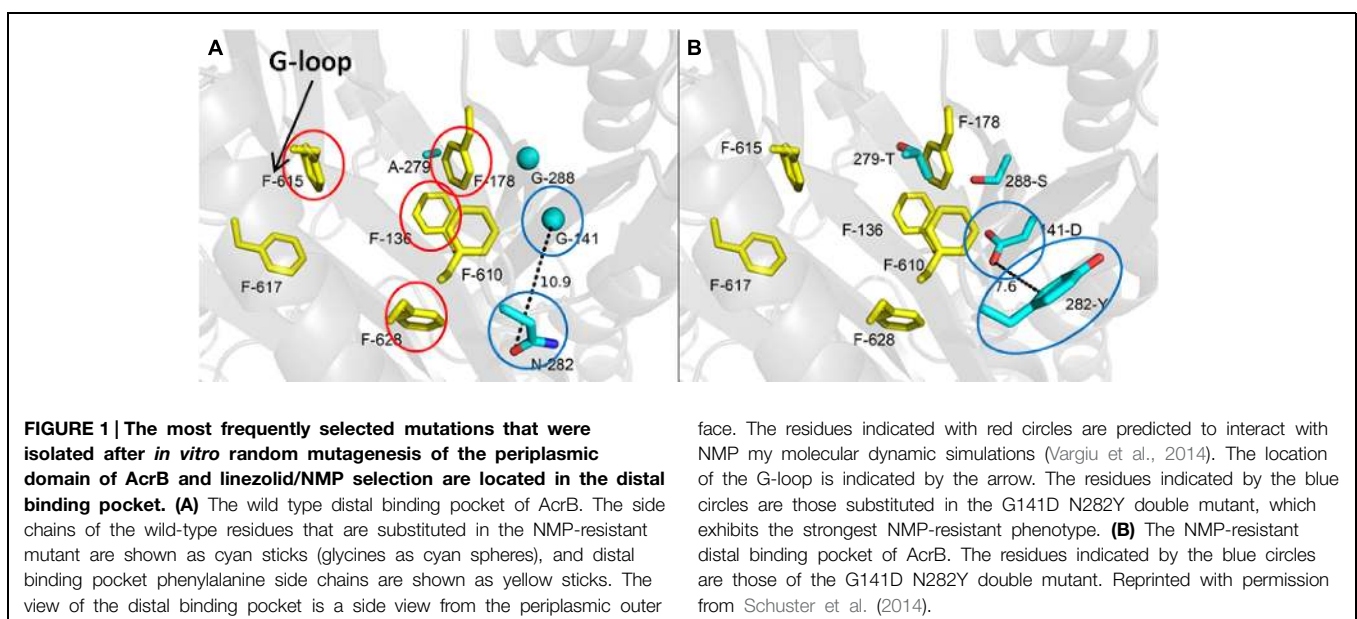 A
G-loop
F-615
A-279
F-178
G-288
F-136
G-141
F-610
10.9
F-617
F-628
N-282
B
F-178
F-615
279-T
288-S
F-136
141-D
F-610
7.6
F-617
282-Y
F-628
FIGURE 1 | The most frequently selected mutations that were
isolated after in vitro random mutagenesis of the periplasmic
domain of AcrB and linezolid/NMP selection are located in the distal
binding pocket. (A) The wild type distal binding pocket of AcrB. The side
chains of the wild-type residues that are substituted in the NMP-resistant
mutant are shown as cyan sticks (glycines as cyan spheres), and distal
binding pocket phenylalanine side chains are shown as yellow sticks. The
view of the distal binding pocket is a side view from the periplasmic outer
face. The residues indicated with red circles are predicted to interact with
NMP my molecular dynamic simulations (Vargiu et al., 2014). The location
of the G-loop is indicated by the arrow. The residues indicated by the blue
circles are those substituted in the G141D N282Y double mutant, which
exhibits the strongest NMP-resistant phenotype. (B) The NMP-resistant
distal binding pocket of AcrB. The residues indicated by the blue circles
are those of the G141D N282Y double mutant. Reprinted with permission
from Schuster et al. (2014).